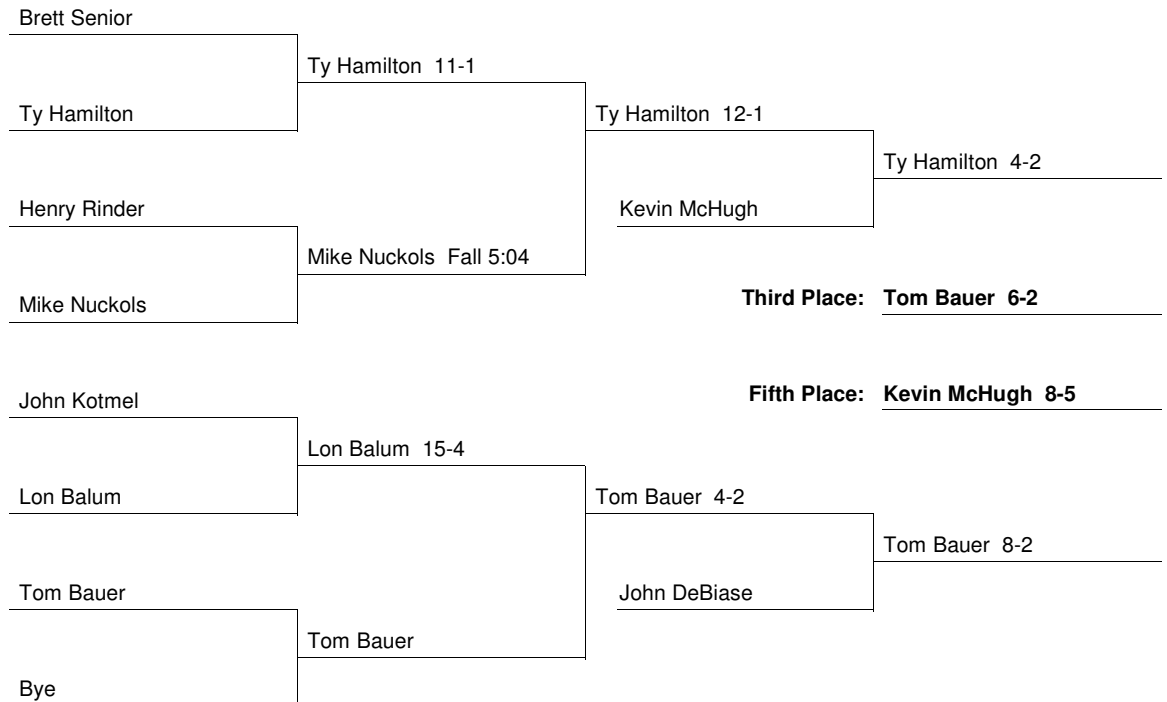 Brett Senior
Ty Hamilton 11-1
Ty Hamilton
Ty Hamilton 12-1
Ty Hamilton 4-2
Henry Rinder
Kevin McHugh
Mike Nuckols Fall 5:04
Mike Nuckols
Third Place: Tom Bauer 6-2
John Kotmel
Fifth Place: Kevin McHugh 8-5
Lon Balum 15-4
Lon Balum
Tom Bauer 4-2
Tom Bauer 8-2
Tom Bauer
John DeBiase
Tom Bauer
Bye